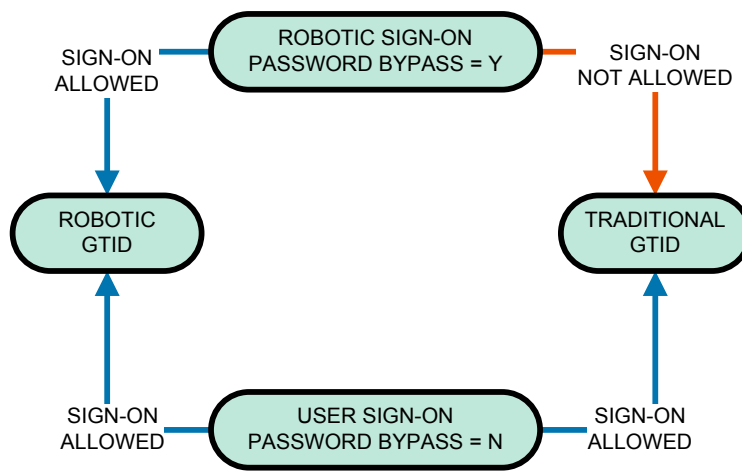 ROBOTIC SIGN-ON
PASSWORD BYPASS = Y
SIGN-ON
ALLOWED
SIGN-ON
NOT ALLOWED
ROBOTIC
GTID
TRADITIONAL
GTID
SIGN-ON
ALLOWED
USER SIGN-ON
PASSWORD BYPASS = N
SIGN-ON
ALLOWED